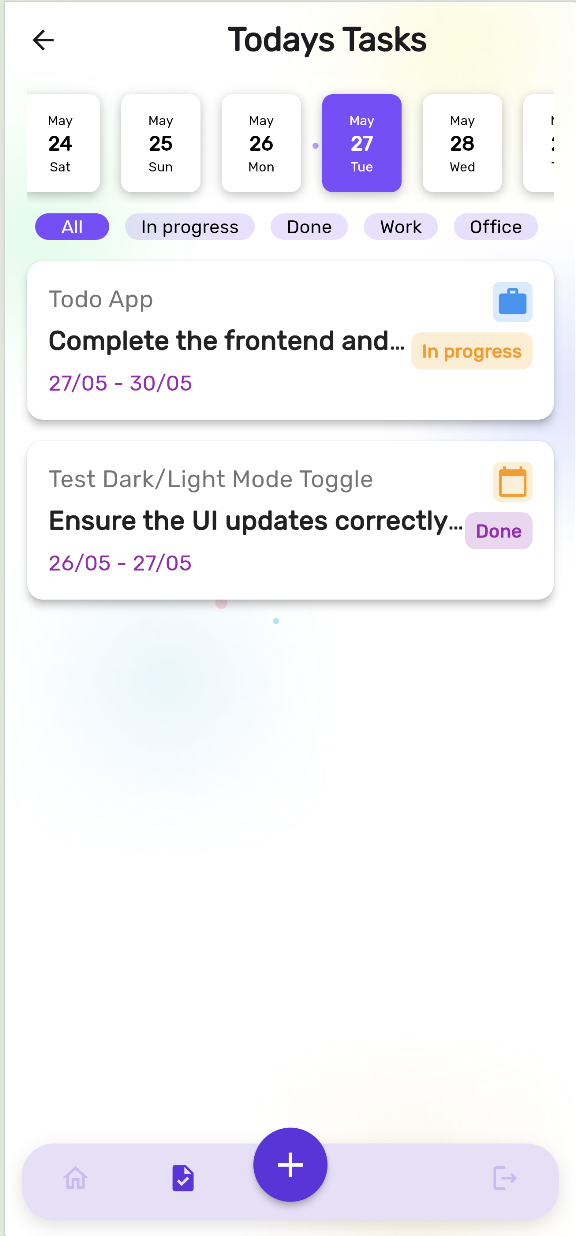 Todays Tasks
May May May May May
24 25 26 27 28
Sat Sun Mon Tue Wed
All In progress Done Work Office
Todo App
Complete the frontend and...
In progress
27/05 - 30/05
Test Dark/Light Mode Toggle
Ensure the UI updates correctly...
Done
26/05 - 27/05